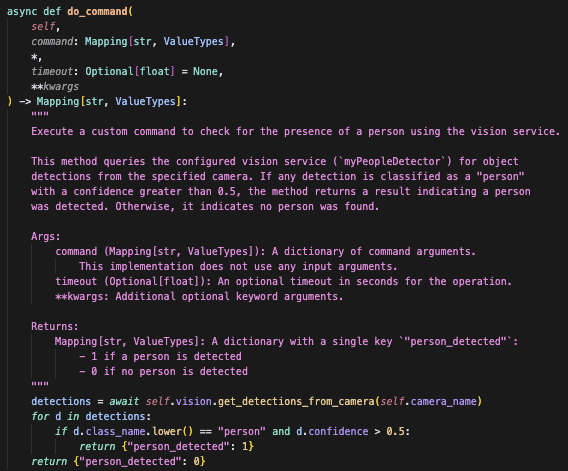 async def do_command(
    self,
    command: Mapping[str, ValueTypes],
    *,
    timeout: Optional[float] = None,
    **kwargs
) -> Mapping[str, ValueTypes]:
    """
    Execute a custom command to check for the presence of a person using the vision service.

    This method queries the configured vision service (`myPeopleDetector`) for object
    detections from the specified camera. If any detection is classified as a "person"
    with a confidence greater than 0.5, the method returns a result indicating a person
    was detected. Otherwise, it indicates no person was found.

    Args:
        command (Mapping[str, ValueTypes]): A dictionary of command arguments.
            This implementation does not use any input arguments.
        timeout (Optional[float]): An optional timeout in seconds for the operation.
        **kwargs: Additional optional keyword arguments.

    Returns:
        Mapping[str, ValueTypes]: A dictionary with a single key `"person_detected"`:
            - 1 if a person is detected
            - 0 if no person is detected
    """
    detections = await self.vision.get_detections_from_camera(self.camera_name)
    for d in detections:
        if d.class_name.lower() == "person" and d.confidence > 0.5:
            return {"person_detected": 1}
    return {"person_detected": 0}